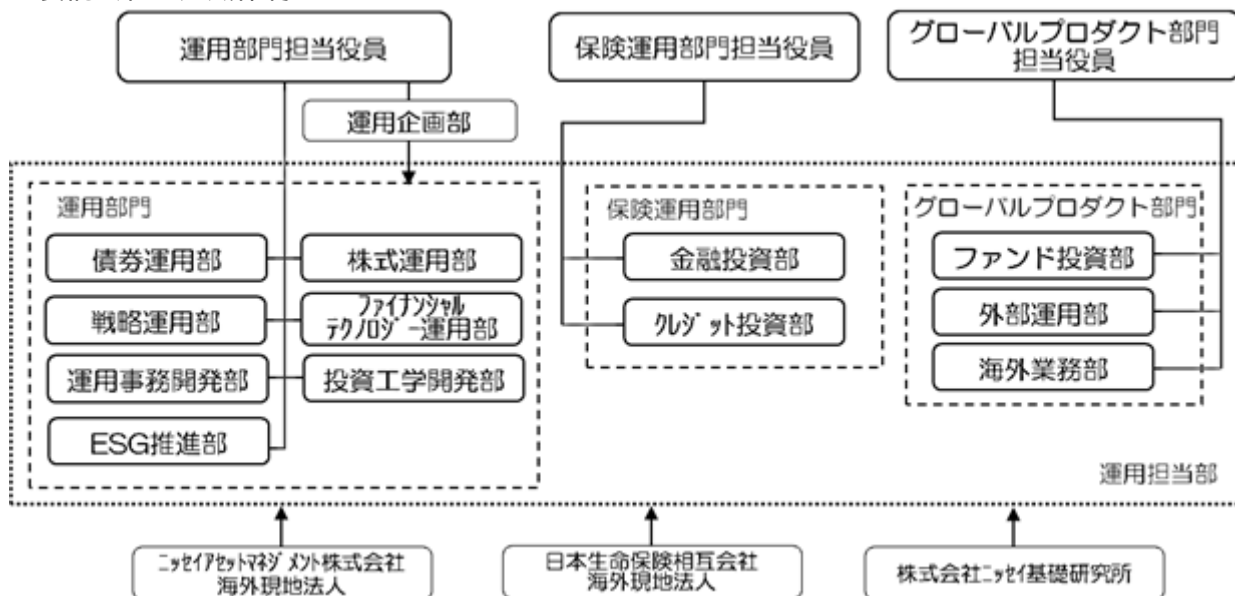 運用部門担当役員
保険運用部門担当役員
グローバルプロダクト部門
担当役員
運用企画部
運用部門
債券運用部
株式運用部
戦略運用部
ファイナンシャル
テクノロジー運用部
運用事務開発部
投資工学開発部
ESG推進部
保険運用部門
金融投資部
クレジット投資部
グローバルプロダクト部門
ファンド投資部
外部運用部
海外業務部
運用担当部
ニッセイアセットマネジメント株式会社
海外現地法人
日本生命保険相互会社
海外現地法人
株式会社ニッセイ基礎研究所